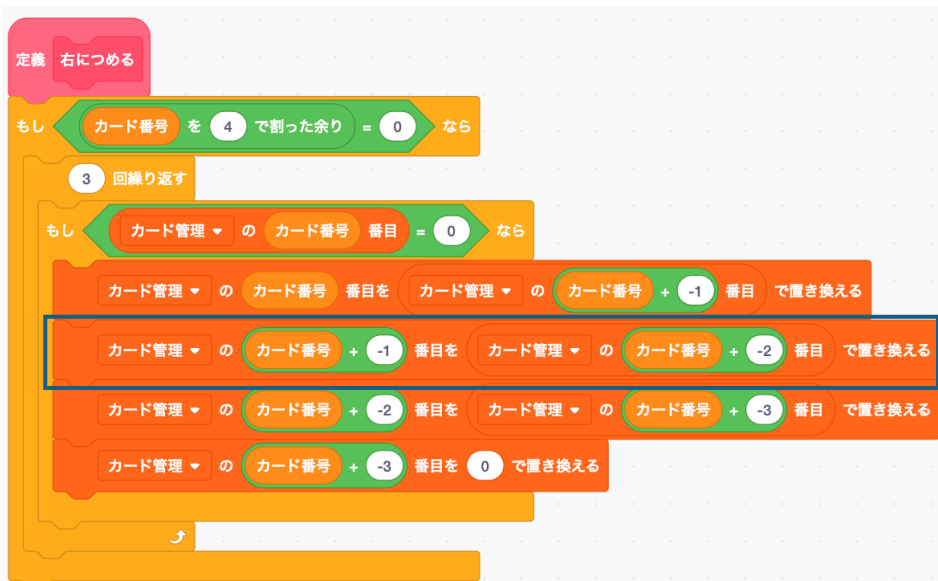 定義 右につめる
もし カード番号 を 4 で割った余り = 0 なら
3 回繰り返す
もし カード管理 の カード番号 番目 = 0 なら
カード管理 の カード番号 番目を カード管理 の カード番号 + -1 番目 で置き換える
カード管理 の カード番号 + -1 番目を カード管理 の カード番号 + -2 番目 で置き換える
カード管理 の カード番号 + -2 番目を カード管理 の カード番号 + -3 番目 で置き換える
カード管理 の カード番号 + -3 番目を 0 で置き換える